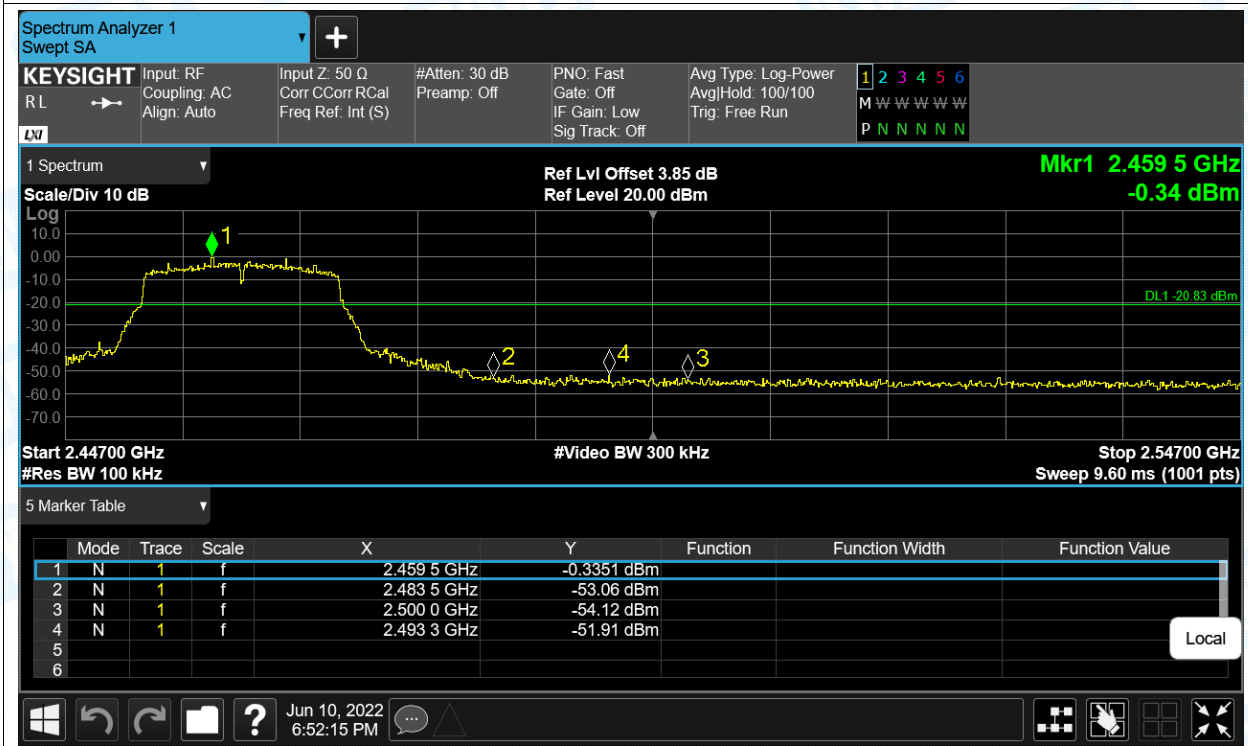 Spectrum Analyzer 1
Swept SA
KEYSIGHT
R L
LXI
Input: RF
Coupling: AC
Align: Auto
Input Z: 50 Ω
Corr CCorr RCal
Freq Ref: Int (S)
#Atten: 30 dB
Preamp: Off
PNO: Fast
Gate: Off
IF Gain: Low
Sig Track: Off
Avg Type: Log-Power
Avg|Hold: 100/100
Trig: Free Run
1 2 3 4 5 6
M W W W W W
P N N N N N
1 Spectrum
Scale/Div 10 dB
Ref Lvl Offset 3.85 dB
Ref Level 20.00 dBm
Mkr1 2.459 5 GHz
-0.34 dBm
Log
10.0
0.00
-10.0
-20.0
-30.0
-40.0
-50.0
-60.0
-70.0
1
2
4
3
DL1 -20.83 dBm
Start 2.44700 GHz
#Res BW 100 kHz
#Video BW 300 kHz
Stop 2.54700 GHz
Sweep 9.60 ms (1001 pts)
5 Marker Table
Mode Trace Scale X Y Function Function Width Function Value
1 N 1 f 2.459 5 GHz -0.3351 dBm
2 N 1 f 2.483 5 GHz -53.06 dBm
3 N 1 f 2.500 0 GHz -54.12 dBm
4 N 1 f 2.493 3 GHz -51.91 dBm
5
6
Local
?
Jun 10, 2022
6:52:15 PM